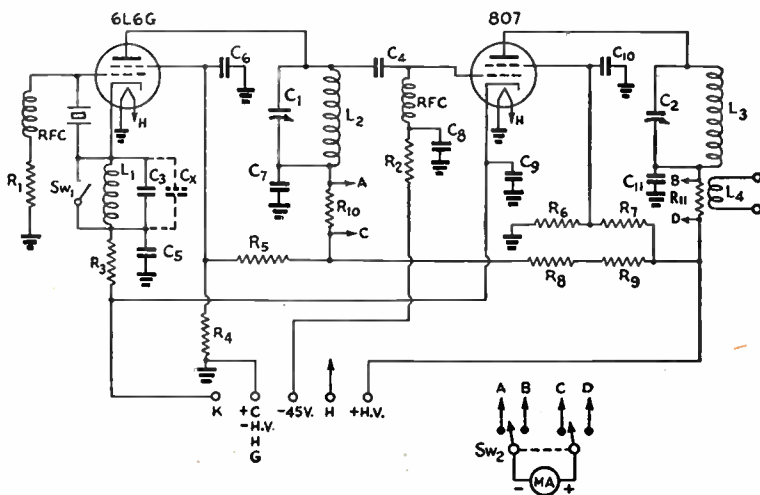 6L6G
807
C6
C10
C4
C1
L2
RFC
C2
L3
H
H
RFC
R1
Sw1
L1
C3
Cx
C7
A
R2
C8
C9
C11
B
R11
L4
R10
R6
R7
D
C5
C
R3
R5
R8
R9
R4
K
+C
-H.V.
H
G
-45V.
H
+H.V.
A B C D
Sw2
- MA +